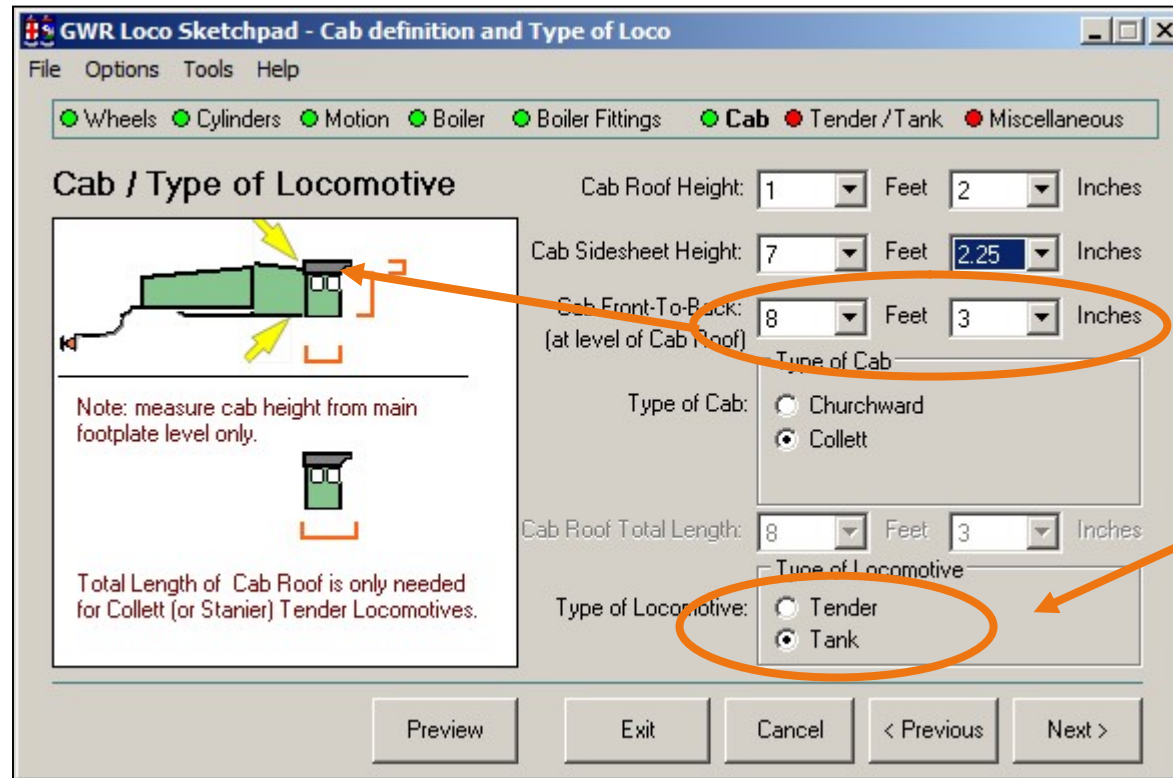 GWR Loco Sketchpad - Cab definition and Type of Loco
File Options Tools Help
Wheels Cylinders Motion Boiler Boiler Fittings Cab Tender / Tank Miscellaneous
Cab / Type of Locomotive
Cab Roof Height: 1 Feet 2 Inches
Cab Sidesheet Height: 7 Feet 2.25 Inches
Cab Front-To-Back: 8 Feet 3 Inches
(at level of Cab Roof)
Type of Cab
Type of Cab:
Churchward
Collett
Note: measure cab height from main
footplate level only.
Cab Roof Total Length: 8 Feet 3 Inches
Total Length of Cab Roof is only needed
for Collett (or Stanier) Tender Locomotives.
Type of Locomotive
Type of Locomotive:
Tender
Tank
Preview Exit Cancel < Previous Next >